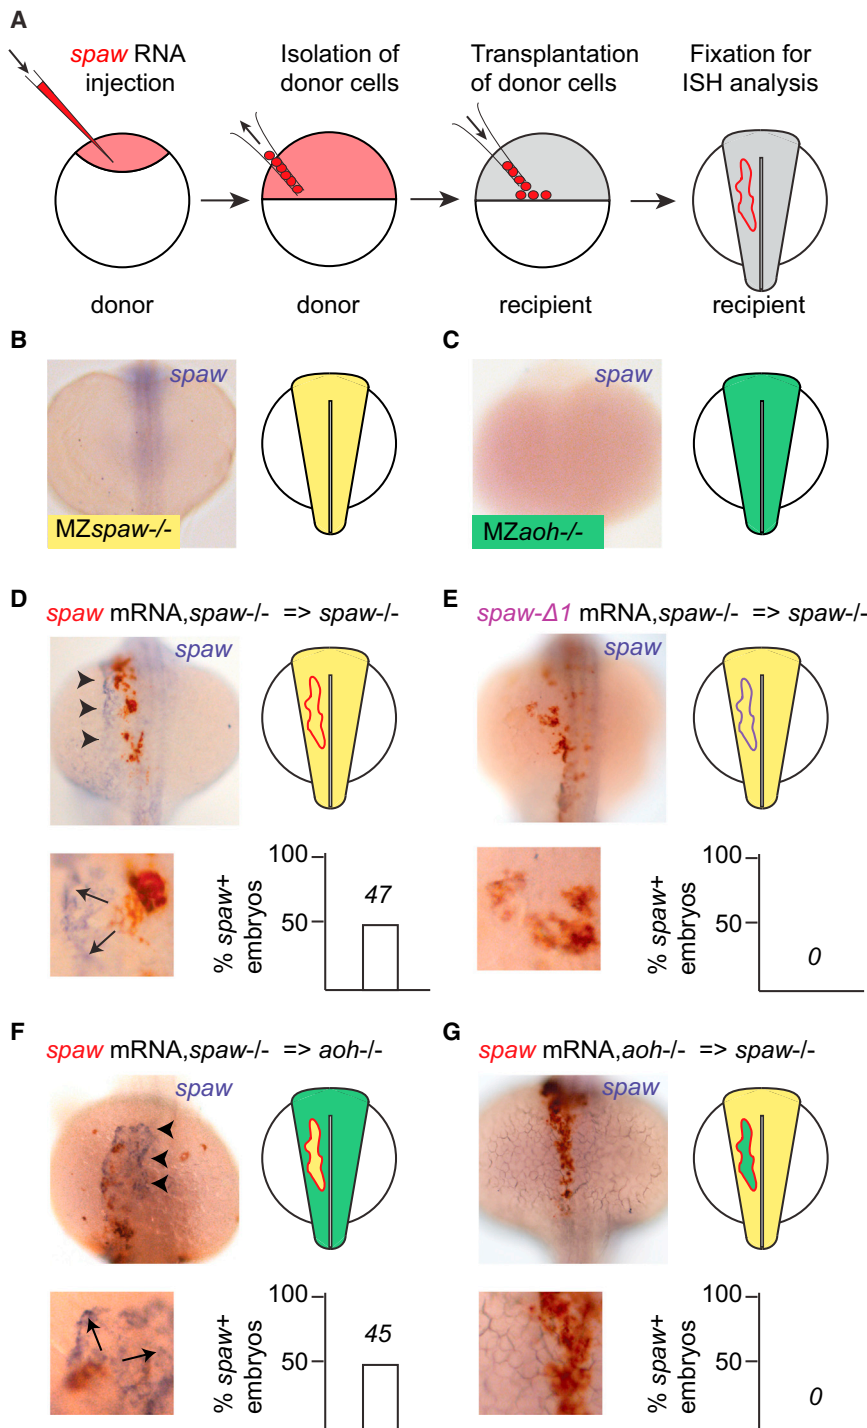 A
spaw RNA
injection
Isolation of
donor cells
Transplantation
of donor cells
Fixation for
ISH analysis
donor
donor
recipient
recipient
B
spaw
MZspaw-/-
C
spaw
MZaoh-/-
D
spaw mRNA,spaw-/- => spaw-/-
spaw
% spaw+
embryos
100
50
47
E
spaw-Δ1 mRNA,spaw-/- => spaw-/-
spaw
% spaw+
embryos
100
50
0
F
spaw mRNA,spaw-/- => aoh-/-
spaw
% spaw+
embryos
100
50
45
G
spaw mRNA,aoh-/- => spaw-/-
spaw
% spaw+
embryos
100
50
0